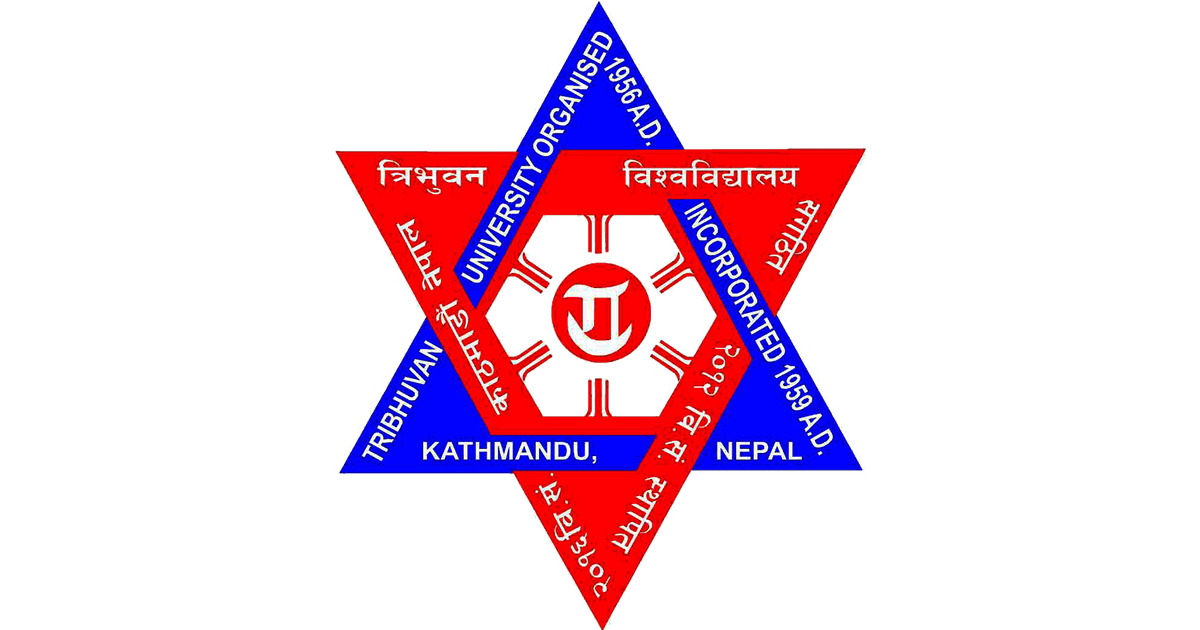 TRIBHUVAN UNIVERSITY ORGANISED
1956 A.D.
INCORPORATED 1959 A.D.
KATHMANDU, NEPAL
त्रिभुवन विश्वविद्यालय
संगठित
२०१२ वि.सं. स्थापित
२०१६ वि.सं.
काठमाडौं नेपाल